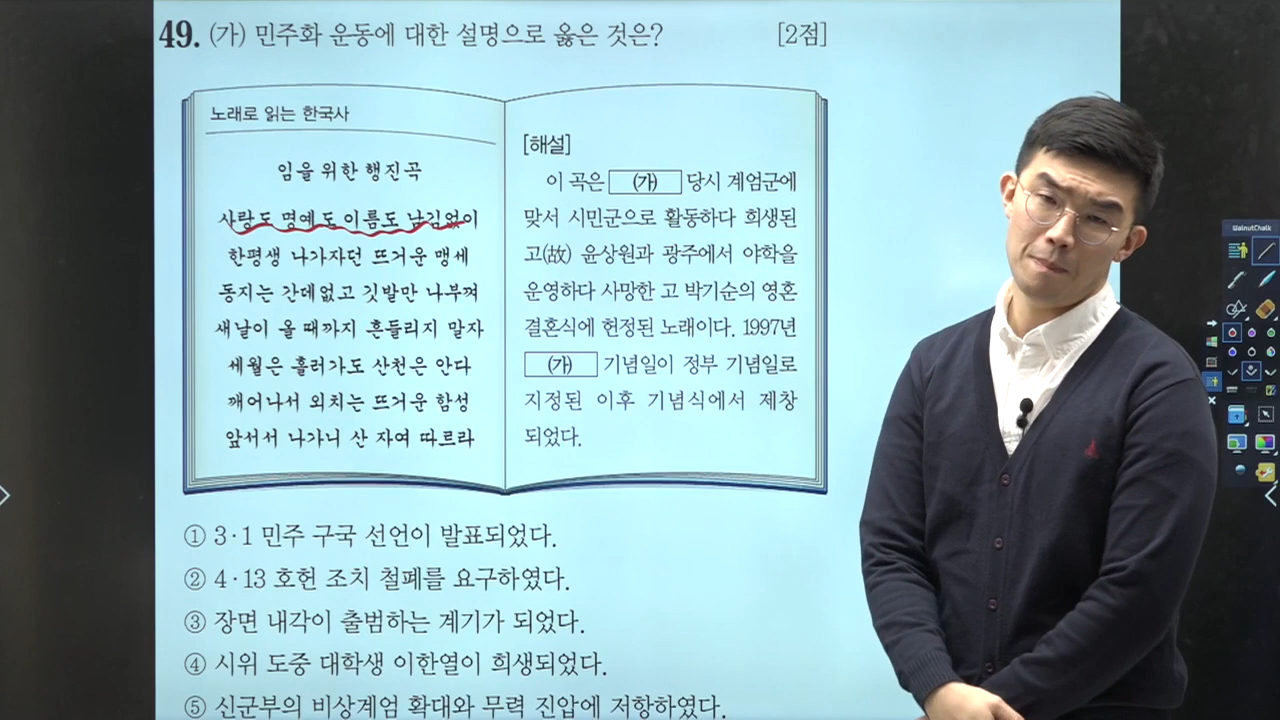 49. (가) 민주화 운동에 대한 설명으로 옳은 것은? [2점]
노래로 읽는 한국사
임을 위한 행진곡
사랑도 명예도 이름도 남김없이
한평생 나가자던 뜨거운 맹세
동지는 간데없고 깃발만 나부껴
새날이 올 때까지 흔들리지 말자
세월은 흘러가도 산천은 안다
깨어나서 외치는 뜨거운 함성
앞서서 나가니 산 자여 따르라
[해설]
이 곡은 (가) 당시 계엄군에
맞서 시민군으로 활동하다 희생된
고(故) 윤상원과 광주에서 야학을
운영하다 사망한 고 박기순의 영혼
결혼식에 헌정된 노래이다. 1997년
(가) 기념일이 정부 기념일로
지정된 이후 기념식에서 제창
되었다.
① 3·1 민주 구국 선언이 발표되었다.
② 4·13 호헌 조치 철폐를 요구하였다.
③ 장면 내각이 출범하는 계기가 되었다.
④ 시위 도중 대학생 이한열이 희생되었다.
⑤ 신군부의 비상계엄 확대와 무력 진압에 저항하였다.
WalnutChalk